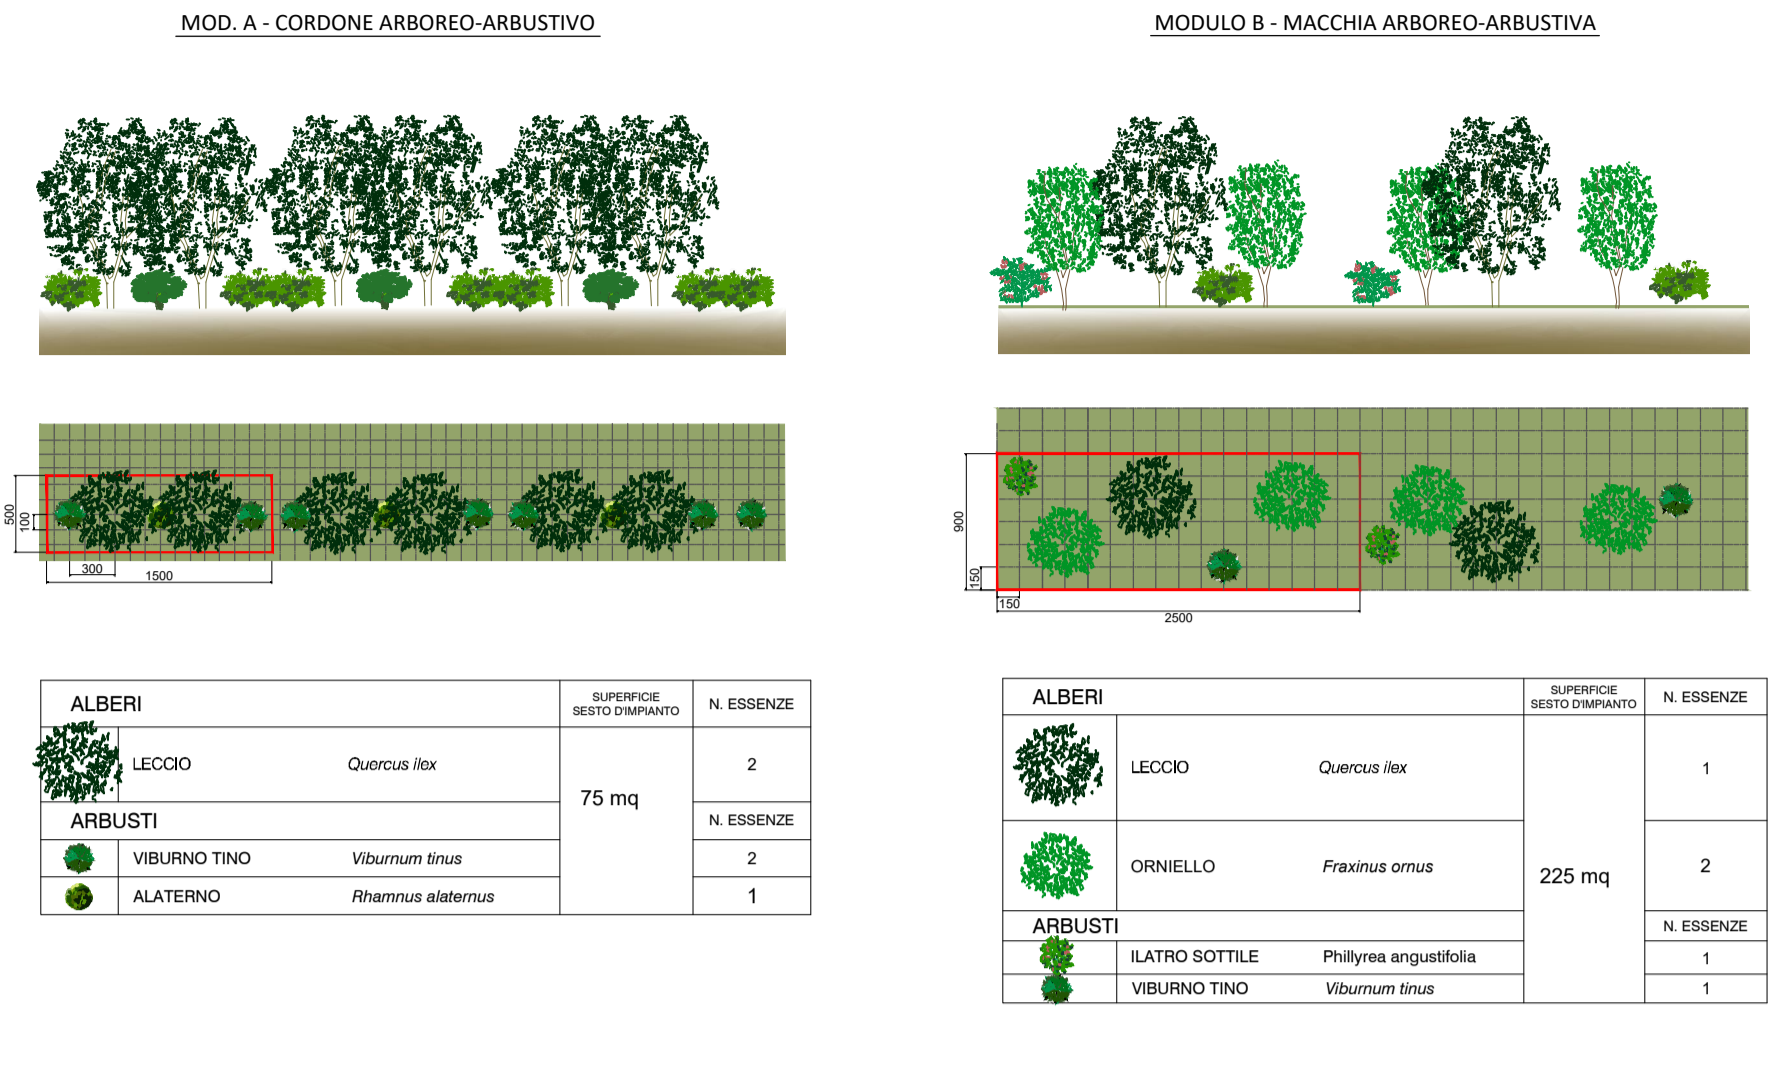 MOD. A - CORDONE ARBOREO-ARBUSTIVO
500
100
300
1500
ALBERI
SUPERFICIE
SESTO D'IMPIANTO
N. ESSENZE
LECCIO Quercus ilex
2
75 mq
ARBUSTI
N. ESSENZE
VIBURNO TINO Viburnum tinus 2
ALATERNO Rhamnus alaternus 1
MODULO B - MACCHIA ARBOREO-ARBUSTIVA
900
150
150
2500
ALBERI
SUPERFICIE
SESTO D'IMPIANTO
N. ESSENZE
LECCIO Quercus ilex 1
ORNIELLO Fraxinus ornus 2
225 mq
ARBUSTI
N. ESSENZE
ILATRO SOTTILE Phillyrea angustifolia 1
VIBURNO TINO Viburnum tinus 1